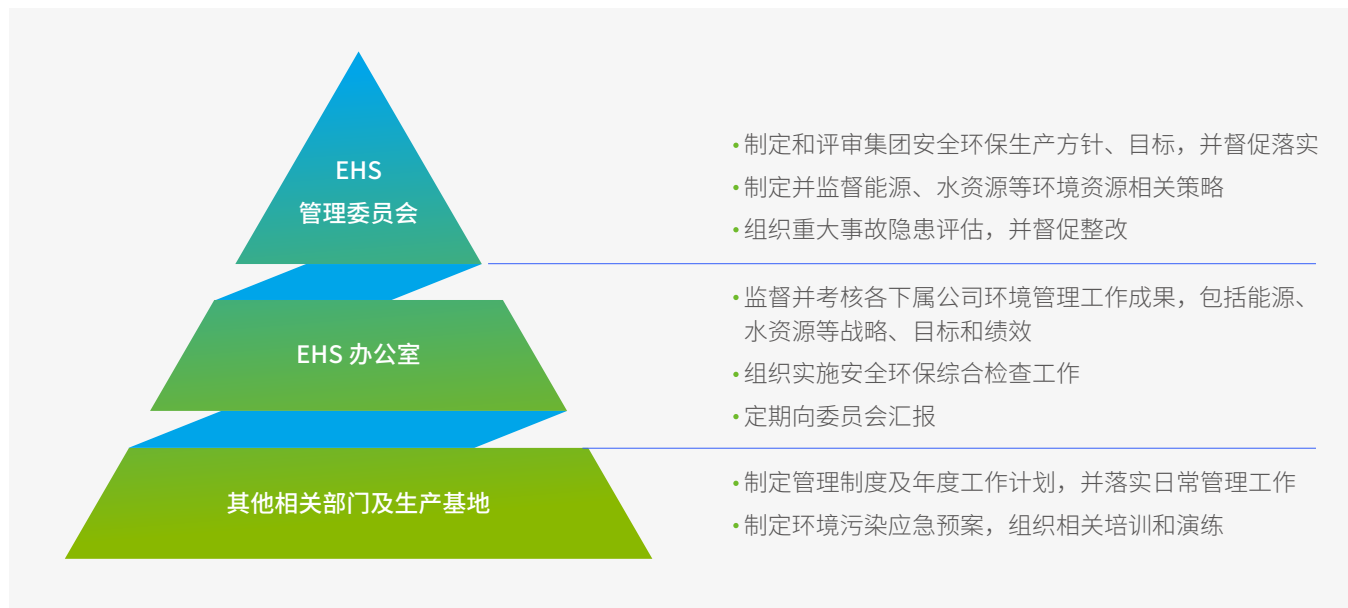 EHS
管理委员会
• 制定和评审集团安全环保生产方针、目标，并督促落实
• 制定并监督能源、水资源等环境资源相关策略
• 组织重大事故隐患评估，并督促整改
EHS 办公室
• 监督并考核各下属公司环境管理工作成果，包括能源、
水资源等战略、目标和绩效
• 组织实施安全环保综合检查工作
• 定期向委员会汇报
其他相关部门及生产基地
• 制定管理制度及年度工作计划，并落实日常管理工作
• 制定环境污染应急预案，组织相关培训和演练